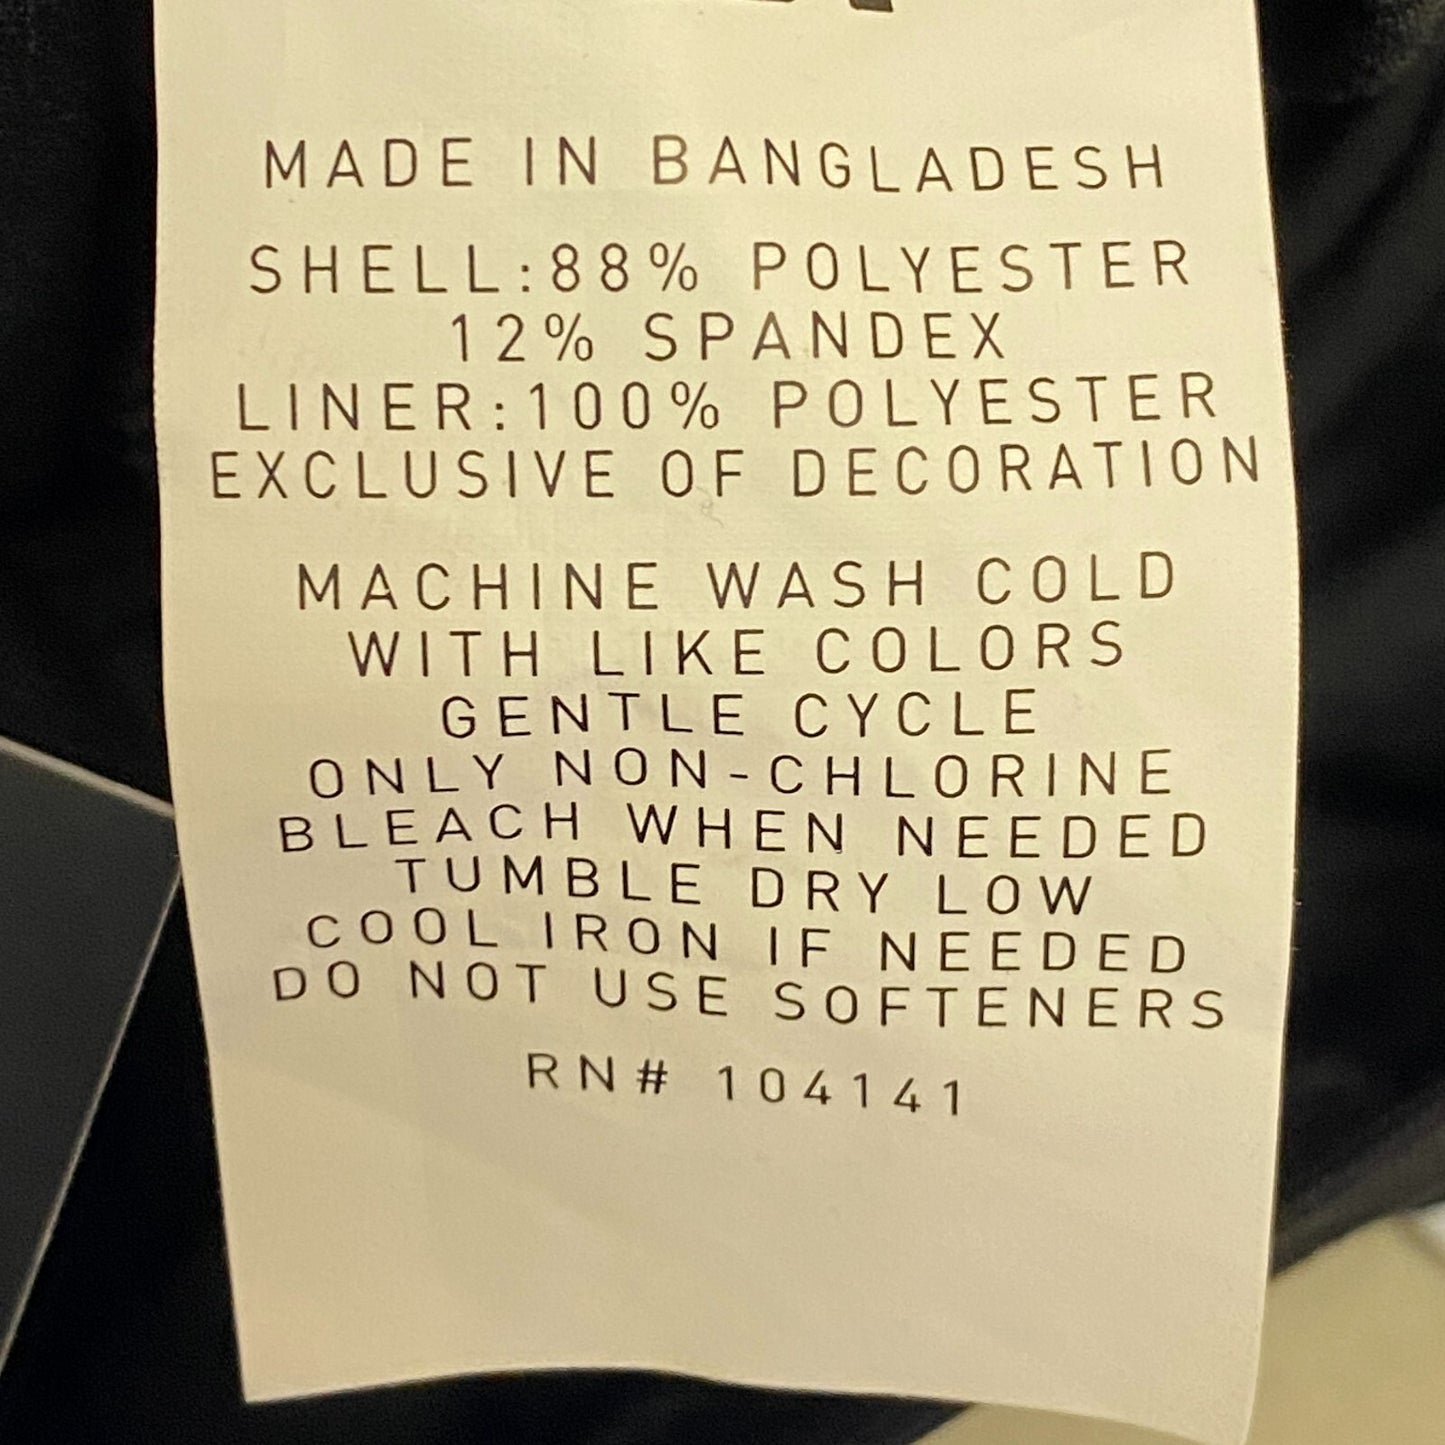 MADE IN BANGLADESH
SHELL:88% POLYESTER
12% SPANDEX
LINER:100% POLYESTER
EXCLUSIVE OF DECORATION
MACHINE WASH COLD
WITH LIKE COLORS
GENTLE CYCLE
ONLY NON-CHLORINE
BLEACH WHEN NEEDED
TUMBLE DRY LOW
COOL IRON IF NEEDED
DO NOT USE SOFTENERS
RN# 104141